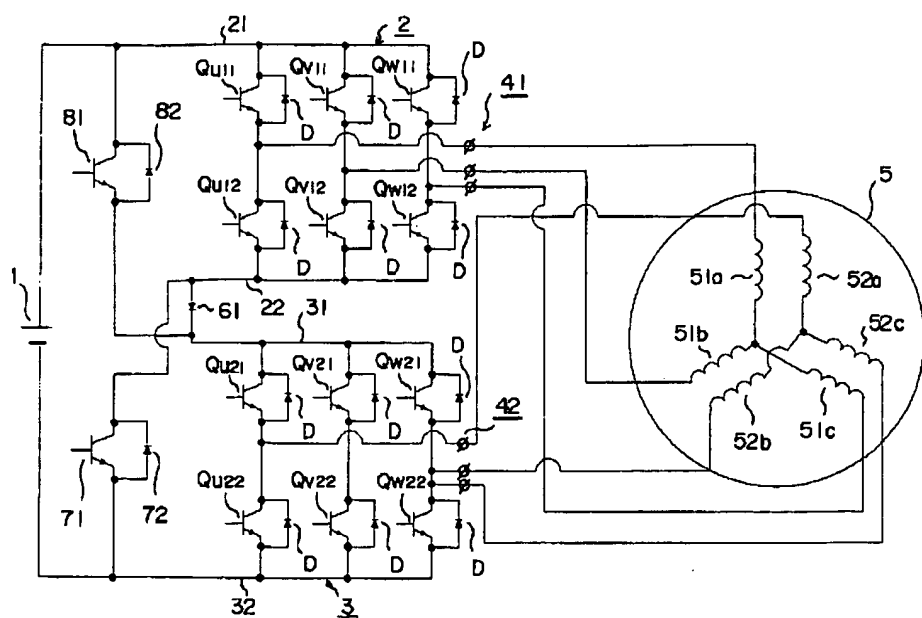 21 2 D
Qu11 Qv11 Qw11
41
81 82 D D
5
Qu12 Qv12 Qw12
D D D
1
51a 52a
22 61 31
52c
51b
D
Qu21 Qv21 Qw21
42
D D
52b 51c
Qu22 Qv22 Qw22
71 72 D D D
32 3